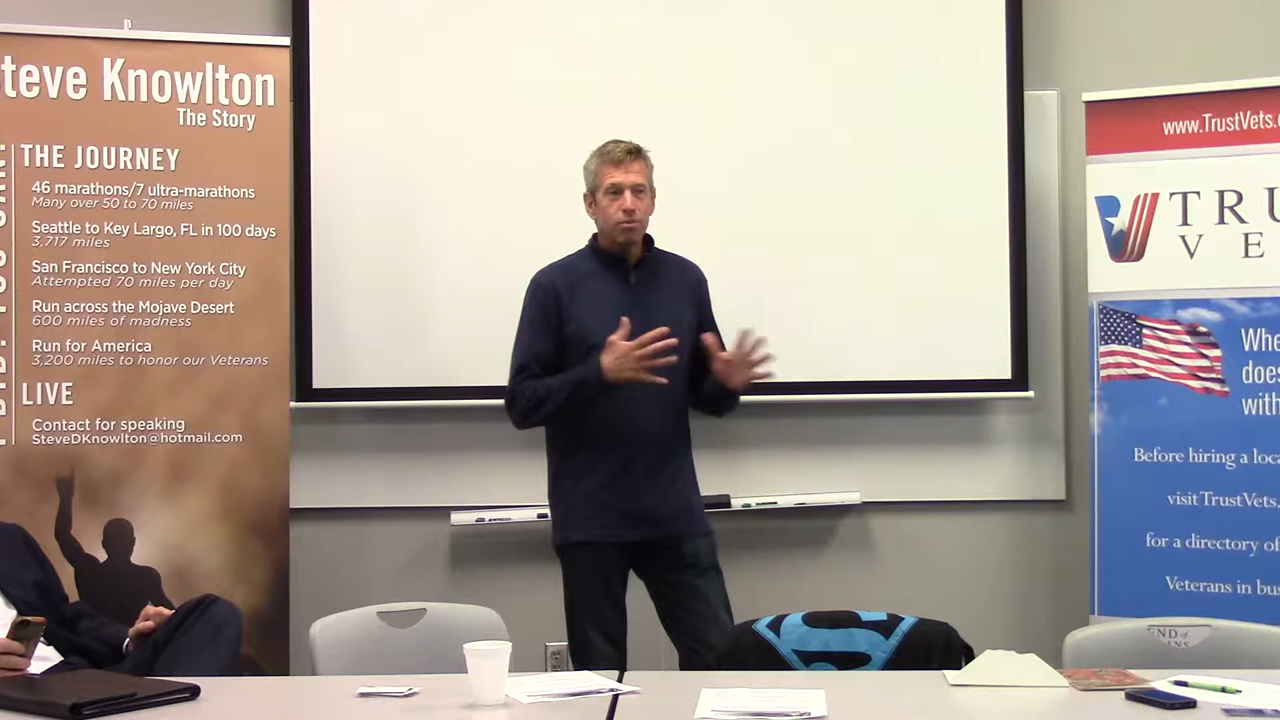 teve Knowlton
The Story
THE JOURNEY
46 marathons/7 ultra-marathons
Many over 50 to 70 miles
Seattle to Key Largo, FL in 100 days
3,717 miles
San Francisco to New York City
Attempted 70 miles per day
Run across the Mojave Desert
600 miles of madness
Run for America
3,200 miles to honor our Veterans
LIVE
Contact for speaking
SteveDKnowlton@hotmail.com
www.TrustVets.
TRU
VE
Whe
does
with
Before hiring a loca
visit TrustVets.
for a directory of
Veterans in bus
S